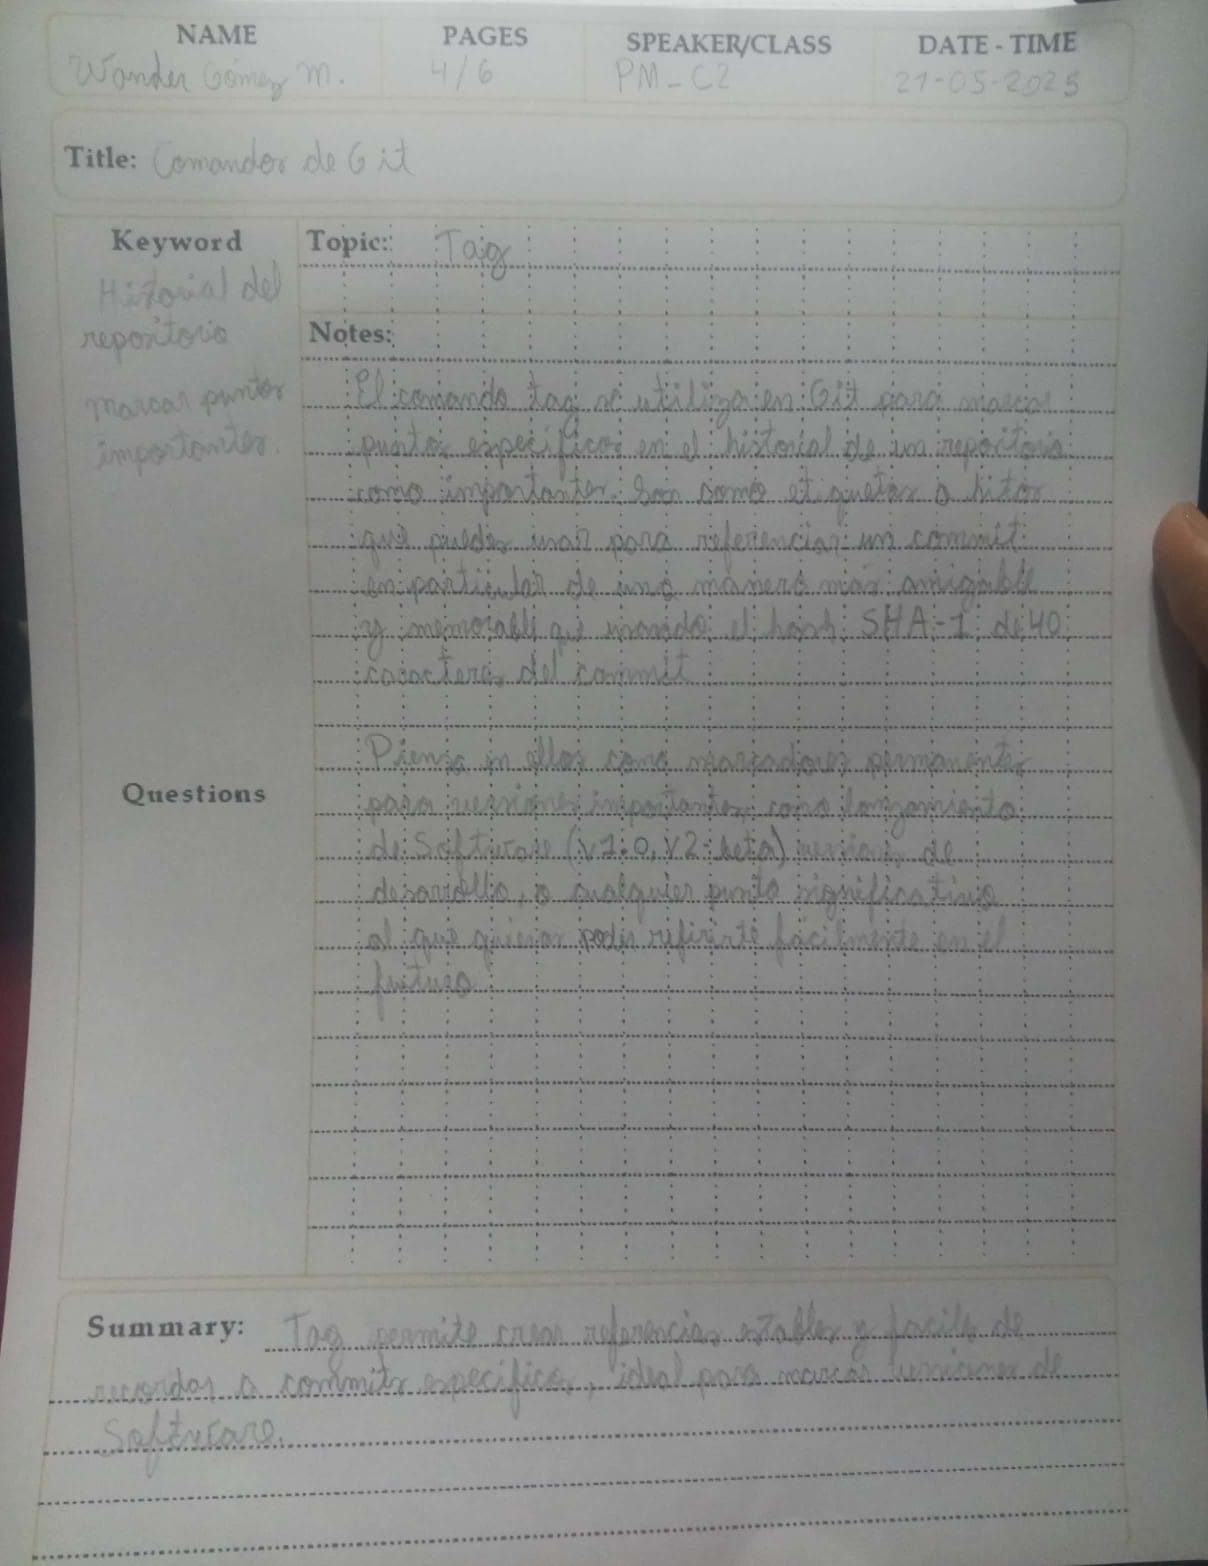 NAME PAGES SPEAKER/CLASS DATE - TIME
Wander Gómez M. 4/6 PM-C2 21-05-2025
Title: Comandos de Git
Keyword
Historial del
repositorio
marcar puntos
importantes.
Topic: Tag
Notes:
El comando tag se utiliza en Git para marcar
puntos específicos en el historial de un repositorio
como importantes. Son como etiquetas o hitos
que puedes usar para referenciar un commit
en particular de una manera más amigable
y memorable que usando el hash SHA-1 de 40
caracteres del commit
Piensa en ellos como marcadores permanentes
para versiones importantes, como lanzamiento
de Software (v1.0, v2-beta) versiones de
desarrollo, o cualquier punto significativo
al que quieras poder referirte fácilmente en el
futuro
Questions
Summary: Tag permite crear referencias estables y faciles de
recordar a commits específicos, ideal para marcar versiones de
Software.